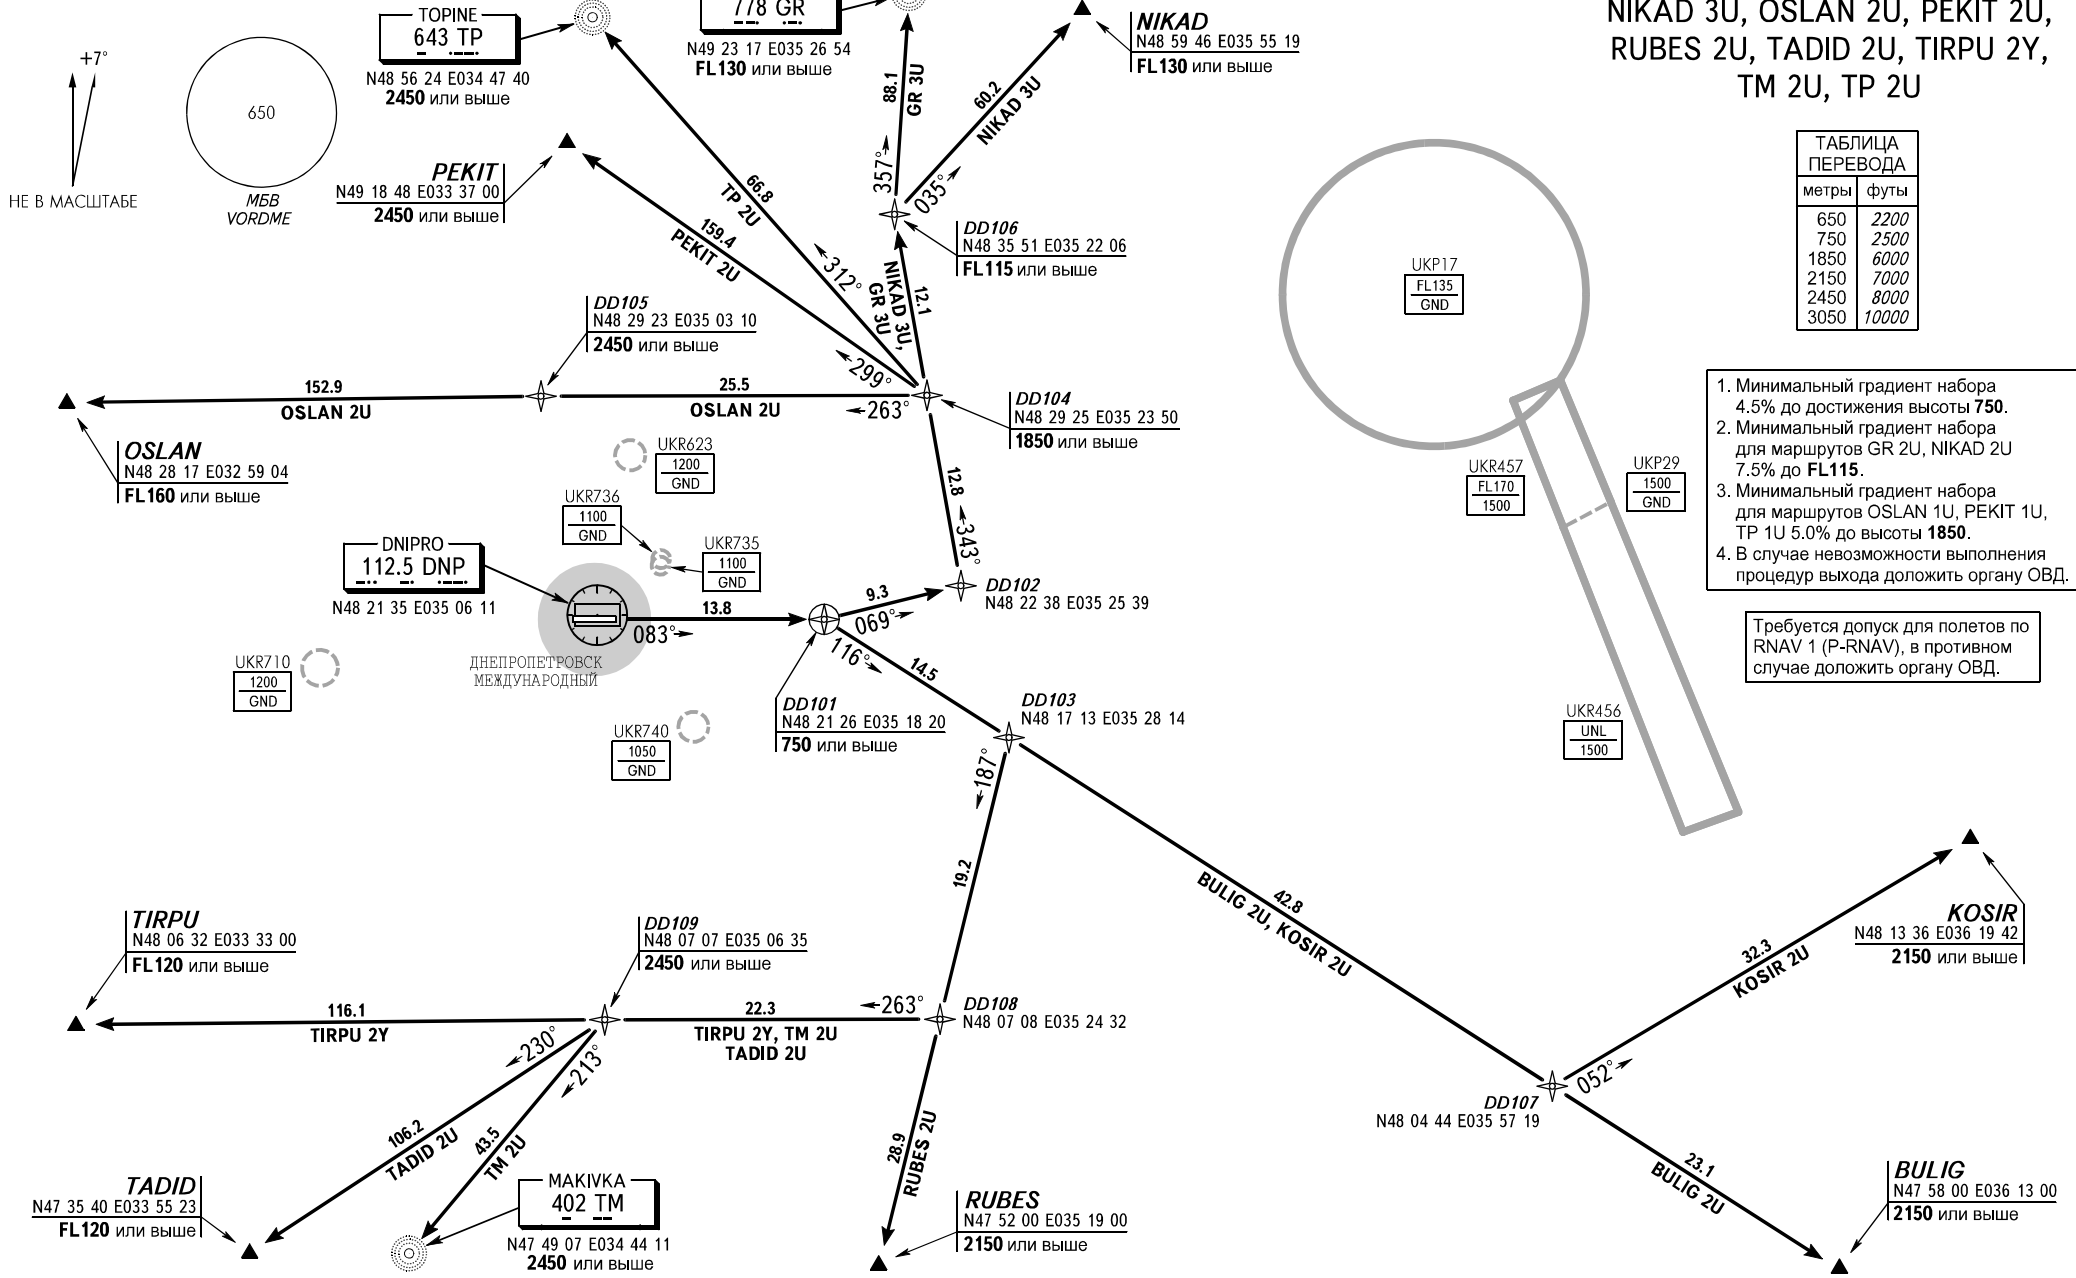 NIKAD 3U, OSLAN 2U, PEKIT 2U,
RUBES 2U, TADID 2U, TIRPU 2Y,
TM 2U, TP 2U
+7°
НЕ В МАСШТАБЕ
650
МБВ
VORDME
TOPINE
643 TP
N48 56 24 E034 47 40
2450 или выше
778 GR
N49 23 17 E035 26 54
FL130 или выше
NIKAD
N48 59 46 E035 55 19
FL130 или выше
PEKIT
N49 18 48 E033 37 00
2450 или выше
66.8
TP 2U
159.4
PEKIT 2U
88.1
GR 3U
60.2
NIKAD 3U
357°
035°
DD106
N48 35 51 E035 22 06
FL115 или выше
312°
NIKAD 3U,
GR 3U
12.1
299°
DD105
N48 29 23 E035 03 10
2450 или выше
152.9
OSLAN 2U
25.5
OSLAN 2U
263°
DD104
N48 29 25 E035 23 50
1850 или выше
OSLAN
N48 28 17 E032 59 04
FL160 или выше
UKR623
1200
GND
UKR736
1100
GND
UKR735
1100
GND
12.8
343°
DNIPRO
112.5 DNP
N48 21 35 E035 06 11
13.8
083°
9.3
069°
DD102
N48 22 38 E035 25 39
116°
14.5
ДНЕПРОПЕТРОВСК
МЕЖДУНАРОДНЫЙ
UKR710
1200
GND
UKR740
1050
GND
DD101
N48 21 26 E035 18 20
750 или выше
DD103
N48 17 13 E035 28 14
187°
19.2
42.8
BULIG 2U, KOSIR 2U
ТАБЛИЦА
ПЕРЕВОДА
метры футы
650 2200
750 2500
1850 6000
2150 7000
2450 8000
3050 10000
UKP17
FL135
GND
UKR457
FL170
1500
UKP29
1500
GND
UKR456
UNL
1500
1. Минимальный градиент набора
4.5% до достижения высоты 750.
2. Минимальный градиент набора
для маршрутов GR 2U, NIKAD 2U
7.5% до FL115.
3. Минимальный градиент набора
для маршрутов OSLAN 1U, PEKIT 1U,
TP 1U 5.0% до высоты 1850.
4. В случае невозможности выполнения
процедур выхода доложить органу ОВД.
Требуется допуск для полетов по
RNAV 1 (P-RNAV), в противном
случае доложить органу ОВД.
TIRPU
N48 06 32 E033 33 00
FL120 или выше
DD109
N48 07 07 E035 06 35
2450 или выше
116.1
TIRPU 2Y
22.3
TIRPU 2Y, TM 2U
TADID 2U
263°
DD108
N48 07 08 E035 24 32
230°
213°
106.2
TADID 2U
43.5
TM 2U
28.9
RUBES 2U
TADID
N47 35 40 E033 55 23
FL120 или выше
MAKIVKA
402 TM
N47 49 07 E034 44 11
2450 или выше
RUBES
N47 52 00 E035 19 00
2150 или выше
KOSIR
N48 13 36 E036 19 42
2150 или выше
32.3
KOSIR 2U
052°
DD107
N48 04 44 E035 57 19
23.1
BULIG 2U
BULIG
N47 58 00 E036 13 00
2150 или выше